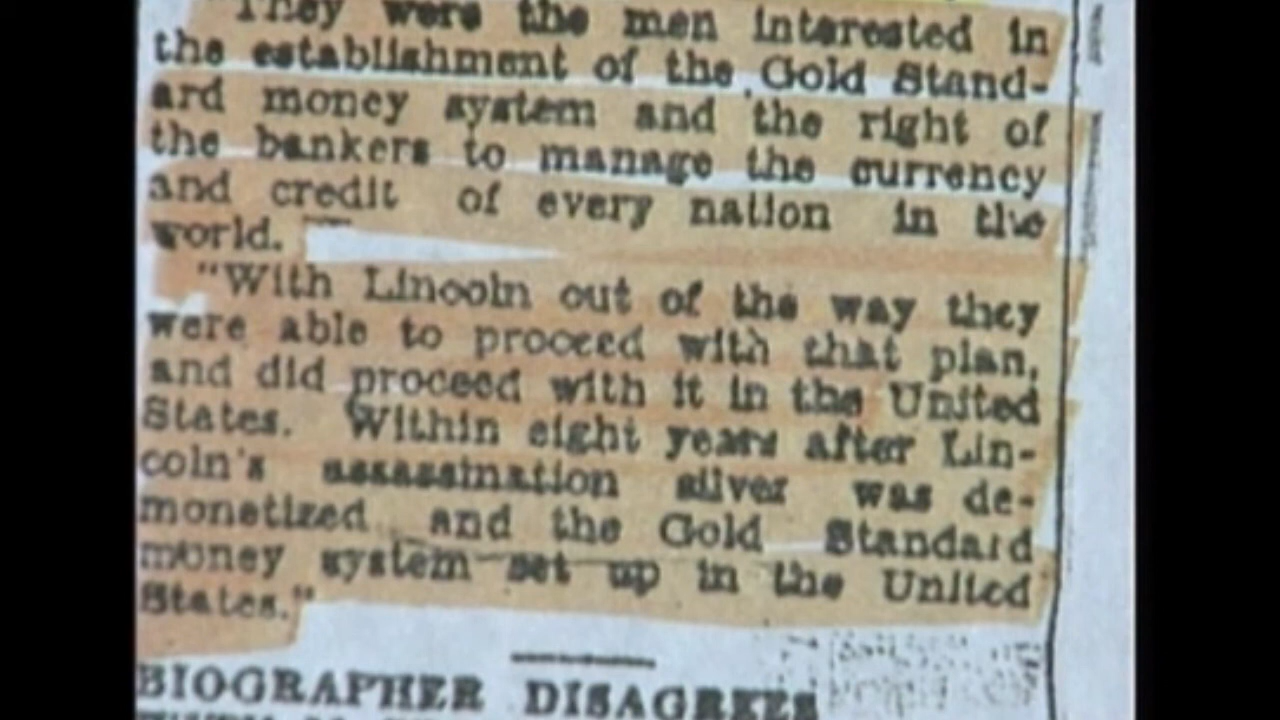 "They were the men interested in
the establishment of the Gold Stand-
ard money system and the right of
the bankers to manage the currency
and credit of every nation in the
world.
"With Lincoln out of the way they
were able to proceed with that plan,
and did proceed with it in the United
States. Within eight years after Lin-
coln's assassination silver was de-
monetized and the Gold Standard
money system set up in the United
States."
BIOGRAPHER DISAGREES